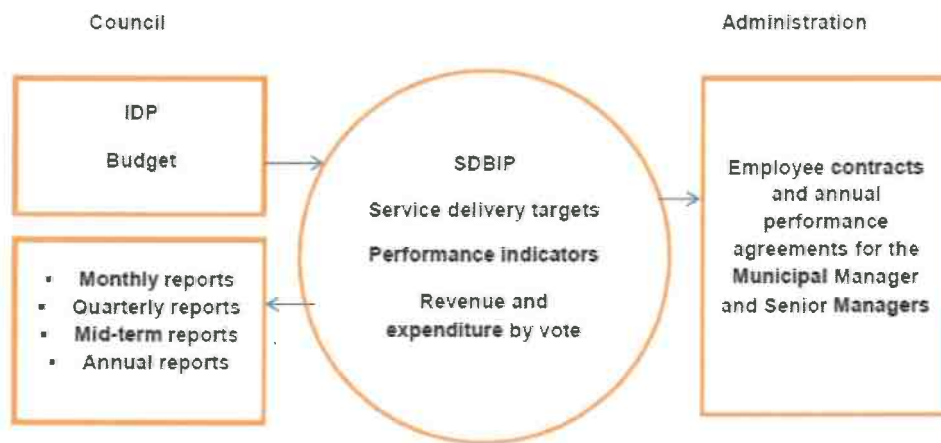 Council
Administration
IDP
Budget
▪ Monthly reports
▪ Quarterly reports
▪ Mid-term reports
▪ Annual reports
SDBIP
Service delivery targets
Performance indicators
Revenue and
expenditure by vote
Employee contracts
and annual
performance
agreements for the
Municipal Manager
and Senior Managers